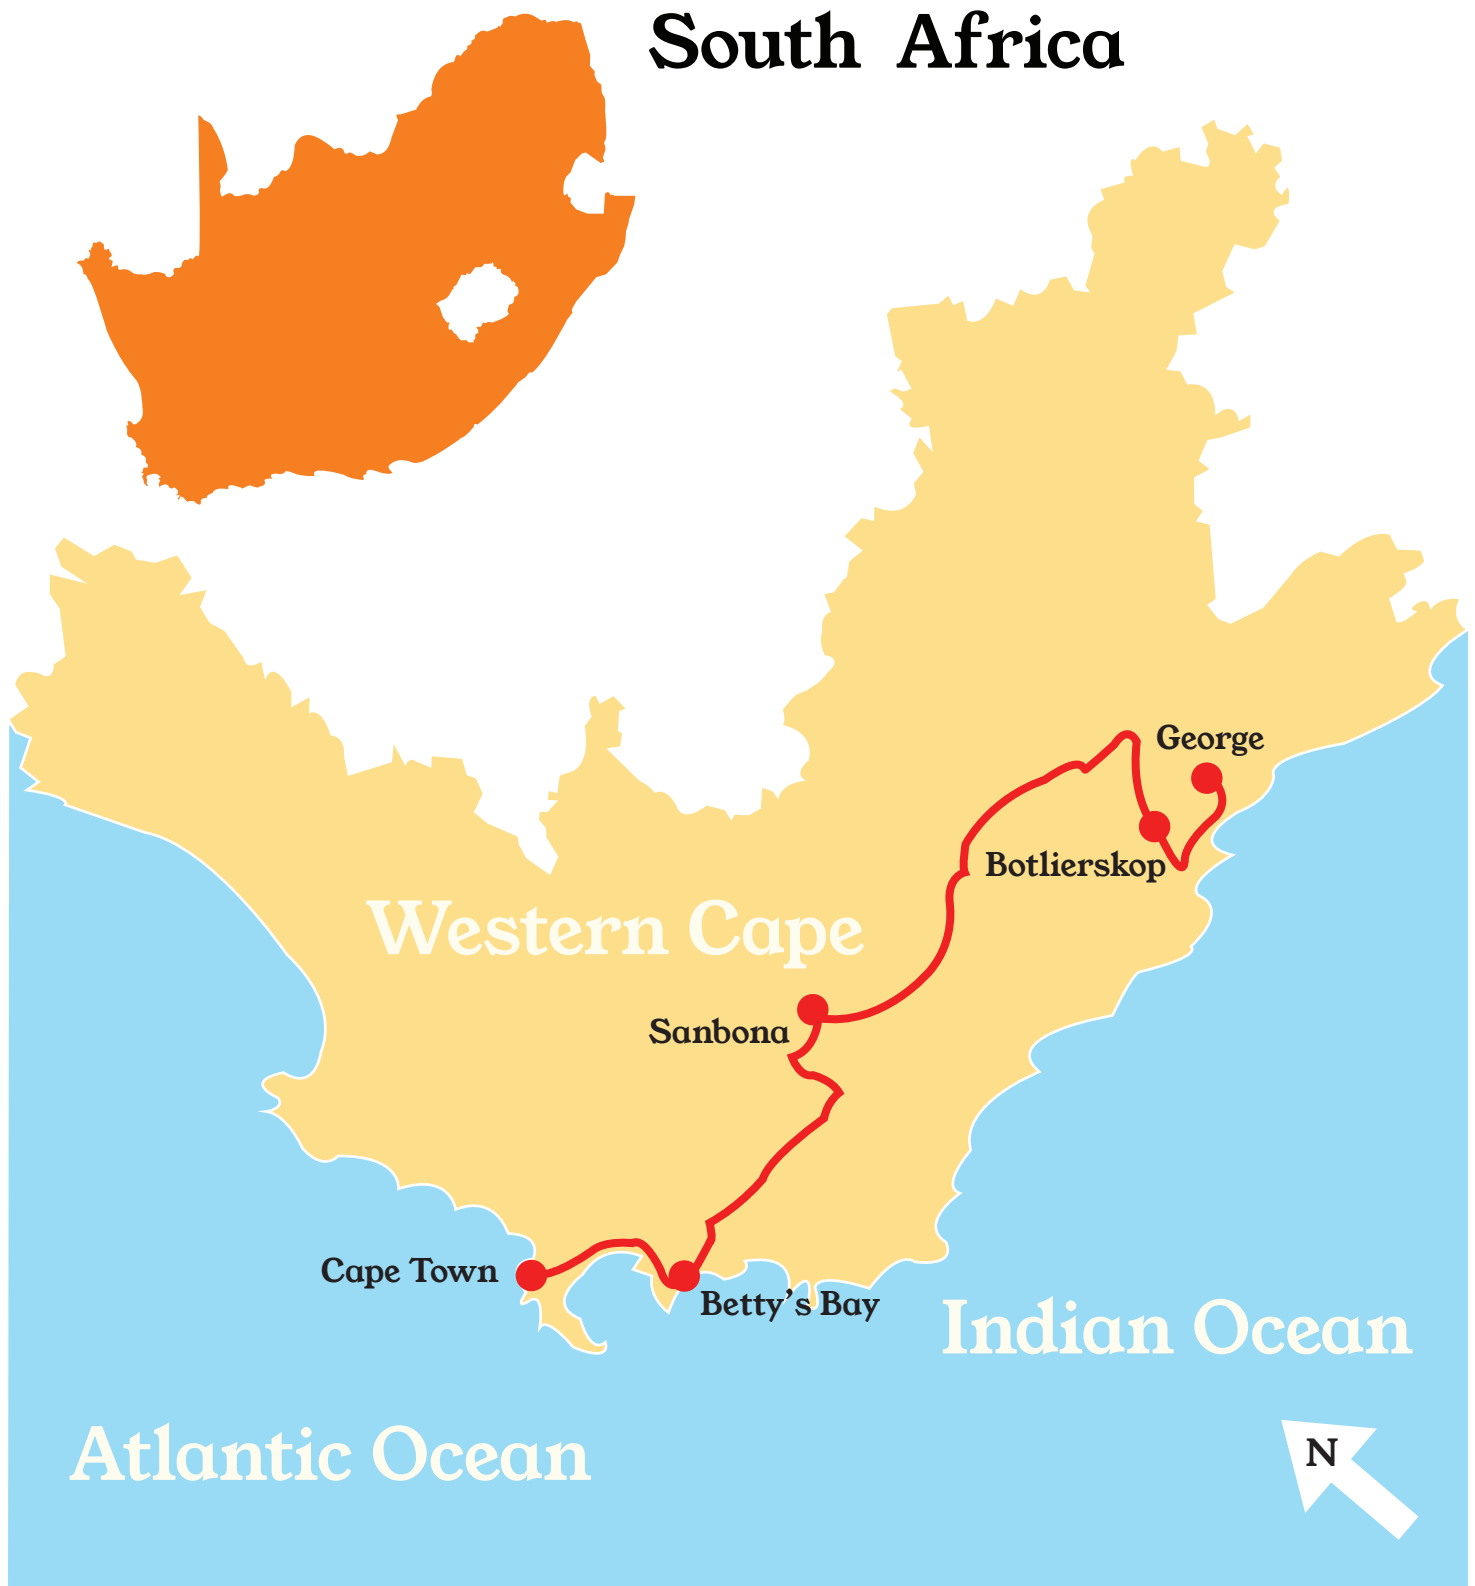 South Africa
George
Botlierskop
Western Cape
Sanbona
Cape Town
Betty's Bay
Indian Ocean
Atlantic Ocean
N